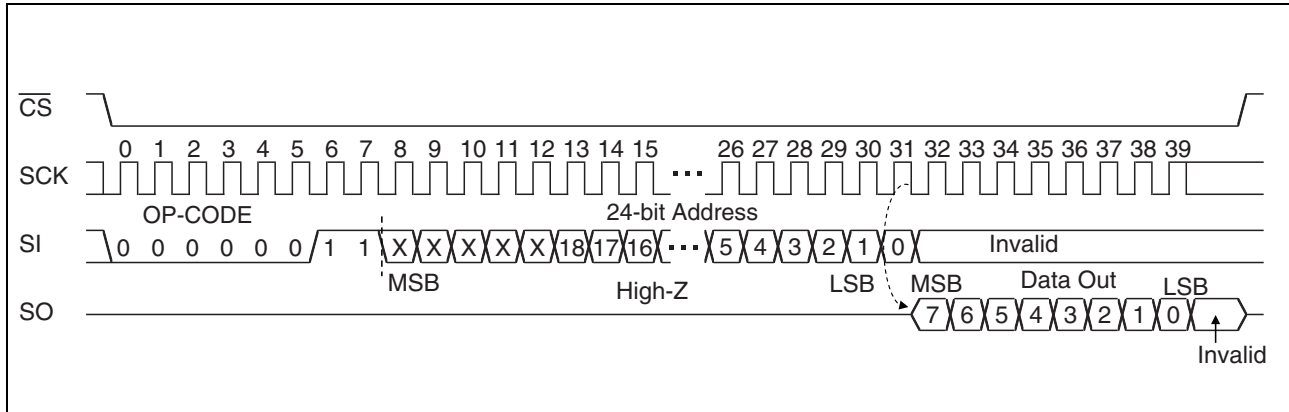 CS
0 1 2 3 4 5 6 7 8 9 10 11 12 13 14 15 26 27 28 29 30 31 32 33 34 35 36 37 38 39
SCK •••
OP-CODE 24-bit Address
SI 0 0 0 0 0 0 1 1 X X X X X 18 17 16 ••• 5 4 3 2 1 0 Invalid
MSB High-Z LSB MSB Data Out LSB
SO 7 6 5 4 3 2 1 0
Invalid